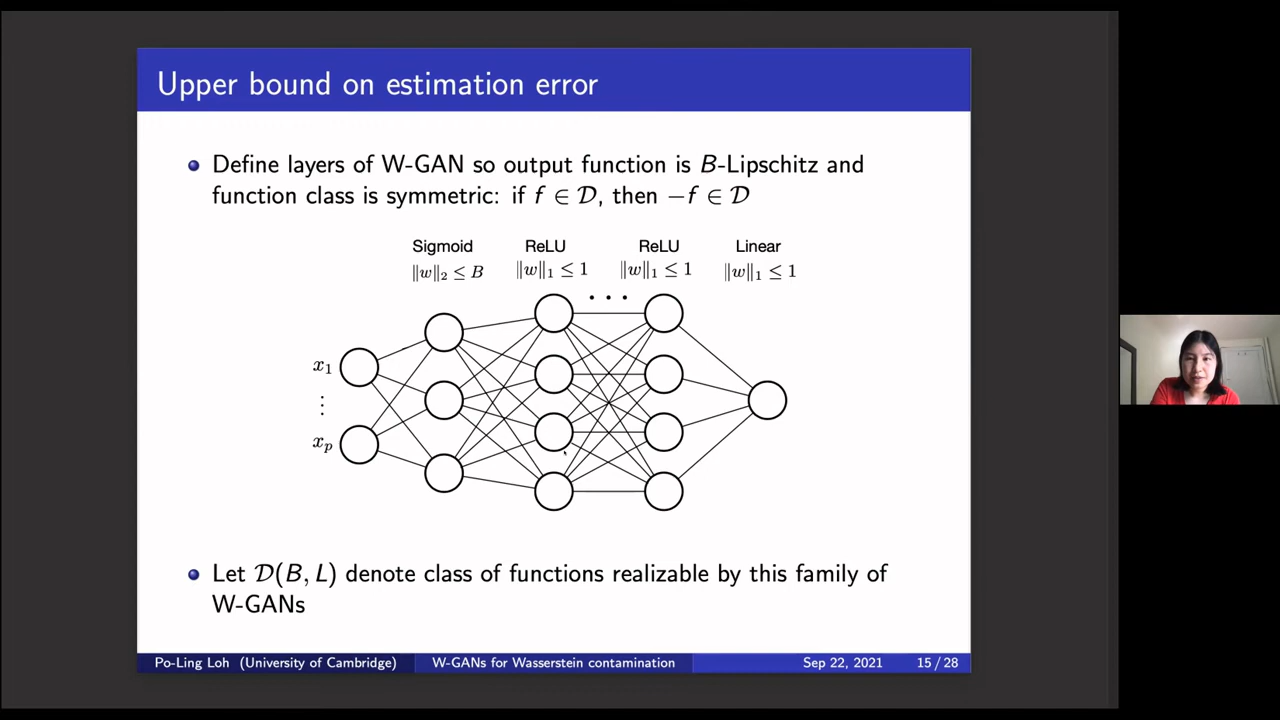 Upper bound on estimation error
Define layers of W-GAN so output function is B-Lipschitz and
function class is symmetric: if f ∈ 𝒟, then −f ∈ 𝒟
Sigmoid ReLU ReLU Linear
‖w‖₂ ≤ B ‖w‖₁ ≤ 1 ‖w‖₁ ≤ 1 ‖w‖₁ ≤ 1
· · ·
x₁
⋮
xₚ
Let 𝒟(B, L) denote class of functions realizable by this family of
W-GANs
Po-Ling Loh (University of Cambridge) W-GANs for Wasserstein contamination Sep 22, 2021 15 / 28